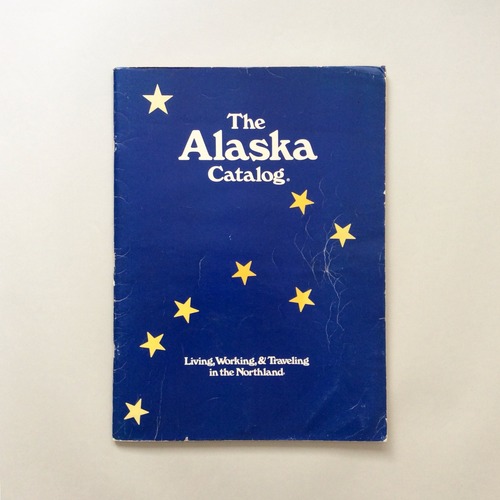 The
Alaska
Catalog.
Living, Working, & Traveling
in the Northland.